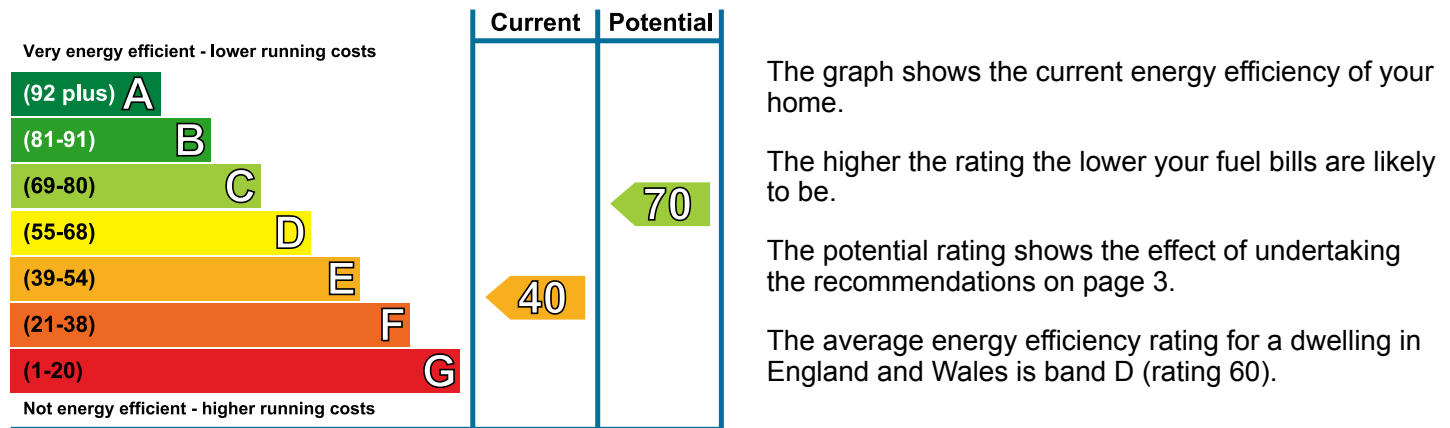 Current Potential
Very energy efficient - lower running costs
(92 plus) A
(81-91) B
(69-80) C
(55-68) D
(39-54) E
(21-38) F
(1-20) G
Not energy efficient - higher running costs
70
40
The graph shows the current energy efficiency of your
home.
The higher the rating the lower your fuel bills are likely
to be.
The potential rating shows the effect of undertaking
the recommendations on page 3.
The average energy efficiency rating for a dwelling in
England and Wales is band D (rating 60).